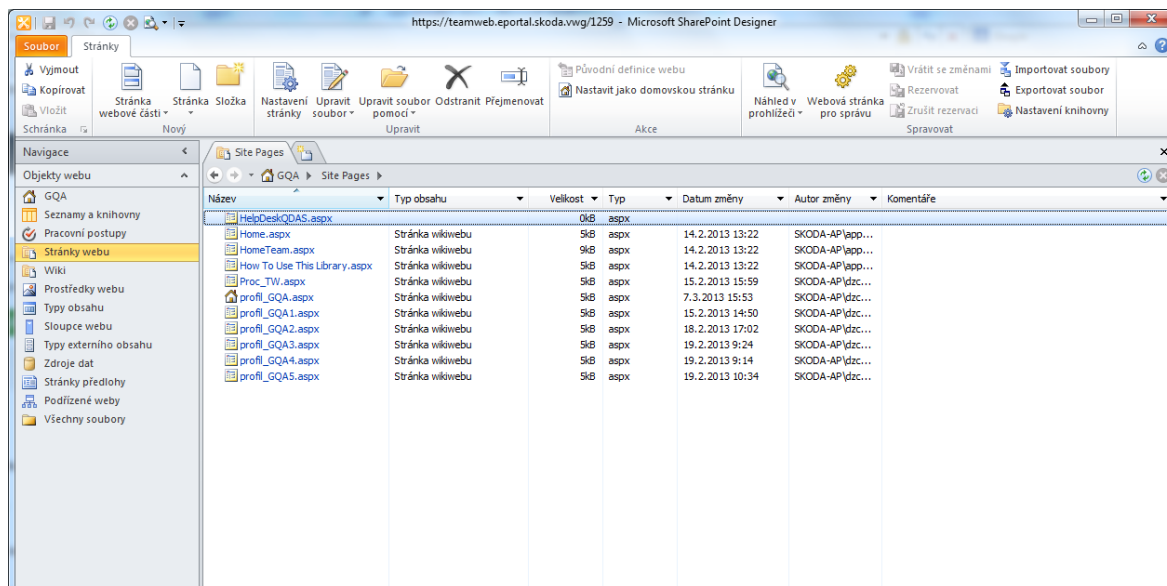 https://teamweb.eportal.skoda.vwg/1259 - Microsoft SharePoint Designer
Soubor Stránky
Vyjmout
Kopírovat
Vložit
Schránka
Stránka webové části
Stránka
Složka
Nový
Nastavení stránky
Upravit soubor
Upravit soubor pomocí
Odstranit
Přejmenovat
Upravit
Původní definice webu
Nastavit jako domovskou stránku
Akce
Náhled v prohlížeči
Webová stránka pro správu
Vrátit se změnami
Rezervovat
Zrušit rezervaci
Importovat soubory
Exportovat soubor
Nastavení knihovny
Spravovat
Navigace
Objekty webu
GQA
Seznamy a knihovny
Pracovní postupy
Stránky webu
Wiki
Prostředky webu
Typy obsahu
Sloupce webu
Typy externího obsahu
Zdroje dat
Stránky předlohy
Podřízené weby
Všechny soubory
Site Pages
GQA Site Pages
Název Typ obsahu Velikost Typ Datum změny Autor změny Komentáře
HelpDeskQDAS.aspx 0kB aspx
Home.aspx Stránka wikiwebu 5kB aspx 14.2.2013 13:22 SKODA-AP\app...
HomeTeam.aspx Stránka wikiwebu 9kB aspx 14.2.2013 13:22 SKODA-AP\app...
How To Use This Library.aspx Stránka wikiwebu 5kB aspx 14.2.2013 13:22 SKODA-AP\app...
Proc_TW.aspx Stránka wikiwebu 5kB aspx 15.2.2013 15:59 SKODA-AP\dzc...
profil_GQA.aspx Stránka wikiwebu 5kB aspx 7.3.2013 15:53 SKODA-AP\dzc...
profil_GQA1.aspx Stránka wikiwebu 5kB aspx 15.2.2013 14:50 SKODA-AP\dzc...
profil_GQA2.aspx Stránka wikiwebu 5kB aspx 18.2.2013 17:02 SKODA-AP\dzc...
profil_GQA3.aspx Stránka wikiwebu 5kB aspx 19.2.2013 9:24 SKODA-AP\dzc...
profil_GQA4.aspx Stránka wikiwebu 5kB aspx 19.2.2013 9:14 SKODA-AP\dzc...
profil_GQA5.aspx Stránka wikiwebu 5kB aspx 19.2.2013 10:34 SKODA-AP\dzc...